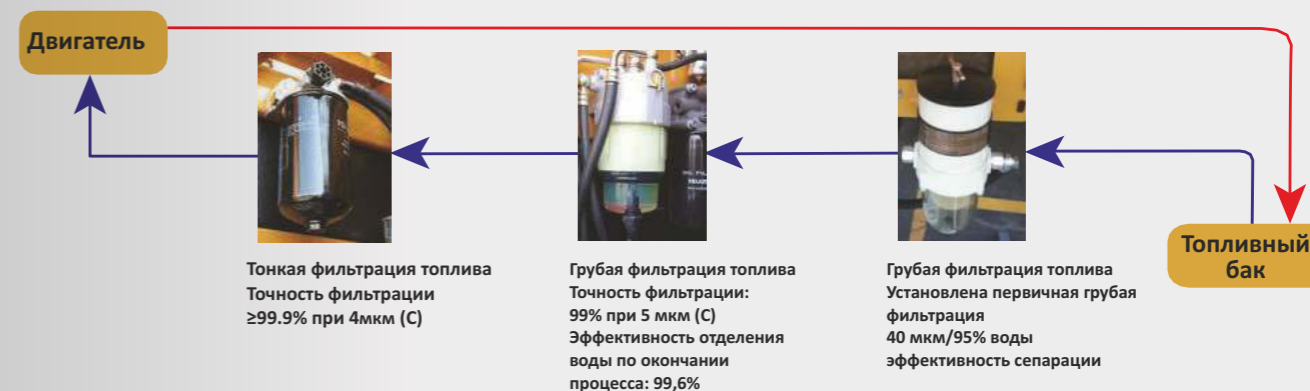 Двигатель
Тонкая фильтрация топлива
Точность фильтрации
≥99.9% при 4мкм (C)
Грубая фильтрация топлива
Точность фильтрации:
99% при 5 мкм (C)
Эффективность отделения
воды по окончании
процесса: 99,6%
Грубая фильтрация топлива
Установлена первичная грубая
фильтрация
40 мкм/95% воды
эффективность сепарации
Топливный
бак